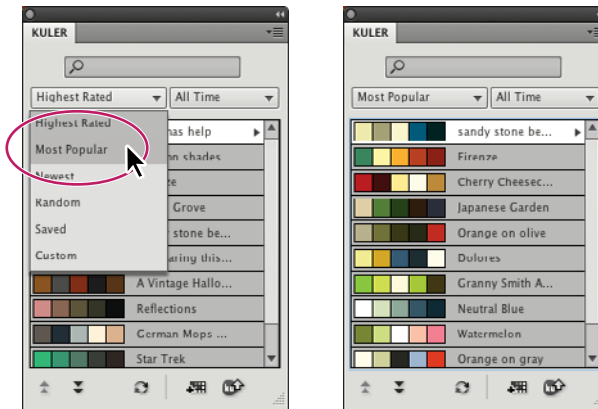 KULER
Highest Rated
All Time
Highest Rated
Most Popular
Newest
Random
Saved
Custom
has help
on shades
ze
Grove
stone be...
aring this...
A Vintage Hallo...
Reflections
German Mops ...
Star Trek
KULER
Most Popular
All Time
sandy stone be...
Firenze
Cherry Cheesec...
Japanese Garden
Orange on olive
Dolores
Granny Smith A...
Neutral Blue
Watermelon
Orange on gray